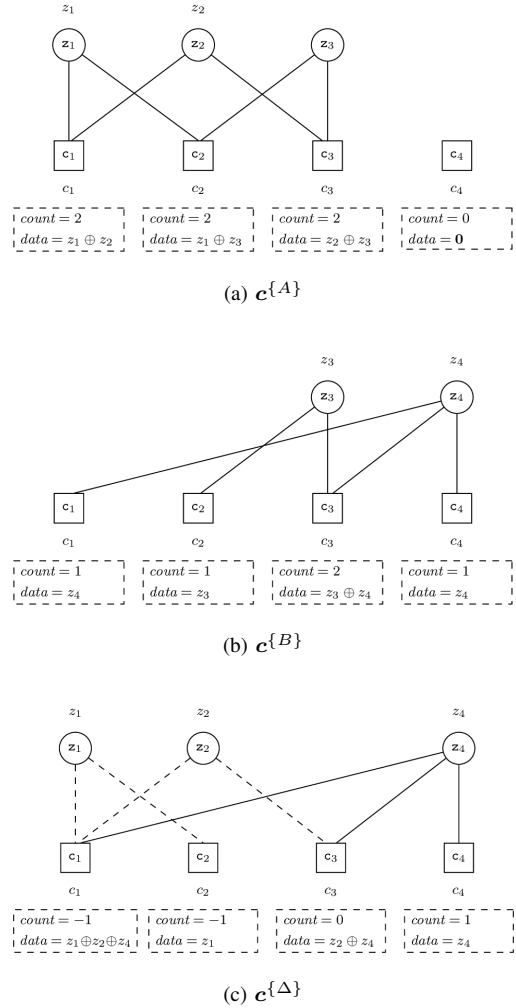 z₁ z₂
z₁ z₂ z₃
c₁ c₂ c₃ c₄
c₁ c₂ c₃ c₄
count = 2 count = 2 count = 2 count = 0
data = z₁ ⊕ z₂ data = z₁ ⊕ z₃ data = z₂ ⊕ z₃ data = 0
(a) c^{A}
z₃ z₄
z₃ z₄
c₁ c₂ c₃ c₄
c₁ c₂ c₃ c₄
count = 1 count = 1 count = 2 count = 1
data = z₄ data = z₃ data = z₃ ⊕ z₄ data = z₄
(b) c^{B}
z₁ z₂ z₄
z₁ z₂ z₄
c₁ c₂ c₃ c₄
c₁ c₂ c₃ c₄
count = −1 count = −1 count = 0 count = 1
data = z₁⊕z₂⊕z₄ data = z₁ data = z₂ ⊕ z₄ data = z₄
(c) c^{Δ}